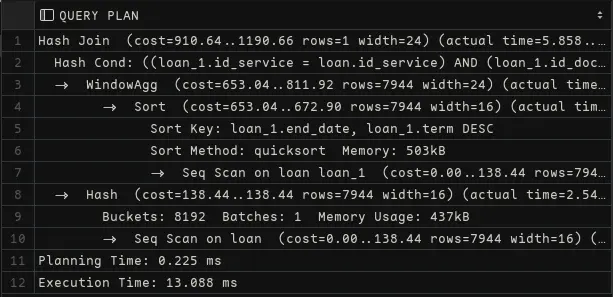 QUERY PLAN
1 Hash Join (cost=910.64..1190.66 rows=1 width=24) (actual time=5.858..…
2 Hash Cond: ((loan_1.id_service = loan.id_service) AND (loan_1.id_doc…
3 -> WindowAgg (cost=653.04..811.92 rows=7944 width=24) (actual time…
4 -> Sort (cost=653.04..672.90 rows=7944 width=16) (actual tim…
5 Sort Key: loan_1.end_date, loan_1.term DESC
6 Sort Method: quicksort Memory: 503kB
7 -> Seq Scan on loan loan_1 (cost=0.00..138.44 rows=794…
8 -> Hash (cost=138.44..138.44 rows=7944 width=16) (actual time=2.54…
9 Buckets: 8192 Batches: 1 Memory Usage: 437kB
10 -> Seq Scan on loan (cost=0.00..138.44 rows=7944 width=16) (…
11 Planning Time: 0.225 ms
12 Execution Time: 13.088 ms